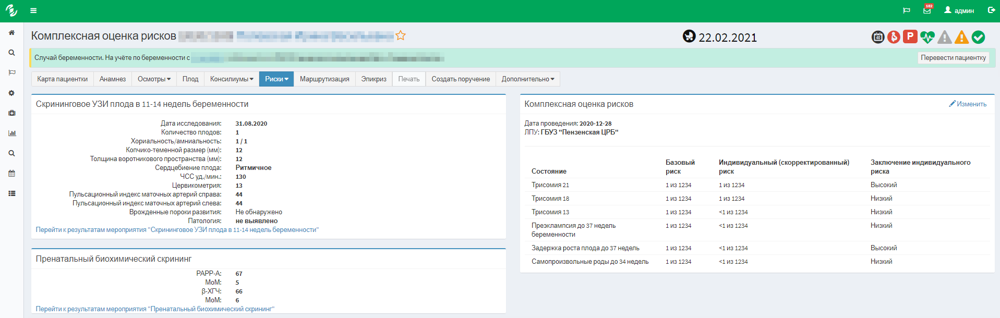 182
админ
Комплексная оценка рисков
22.02.2021
40
P
Случай беременности. На учёте по беременности с
Перевести пациентку
Карта пациентки
Анамнез
Осмотры
Плод
Консилиумы
Риски
Маршрутизация
Эпикриз
Печать
Создать поручение
Дополнительно
Скрининговое УЗИ плода в 11-14 недель беременности
Дата исследования: 31.08.2020
Количество плодов: 1
Хориальность/амниальность: 1 / 1
Копчико-теменной размер (мм): 12
Толщина воротникового пространства (мм): 12
Сердцебиение плода: Ритмичное
ЧСС уд./мин.: 130
Цервикометрия: 13
Пульсационный индекс маточных артерий справа: 44
Пульсационный индекс маточных артерий слева: 44
Врожденные пороки развития: Не обнаружено
Патология: не выявлено
Перейти к результатам мероприятия "Скрининговое УЗИ плода в 11-14 недель беременности"
Пренатальный биохимический скрининг
PAPP-A: 67
МоМ: 5
β-ХГЧ: 66
МоМ: 6
Перейти к результатам мероприятия "Пренатальный биохимический скрининг"
Комплексная оценка рисков
Изменить
Дата проведения: 2020-12-28
ЛПУ: ГБУЗ "Пензенская ЦРБ"
Состояние Базовый риск Индивидуальный (скорректированный) риск Заключение индивидуального риска
Трисомия 21 1 из 1234 1 из 1234 Высокий
Трисомия 18 1 из 1234 1 из 1234 Низкий
Трисомия 13 1 из 1234 <1 из 1234 Низкий
Преэклампсия до 37 недель беременности 1 из 1234 <1 из 1234 Низкий
Задержка роста плода до 37 недель 1 из 1234 <1 из 1234 Высокий
Самопроизвольные роды до 34 недель 1 из 1234 <1 из 1234 Низкий